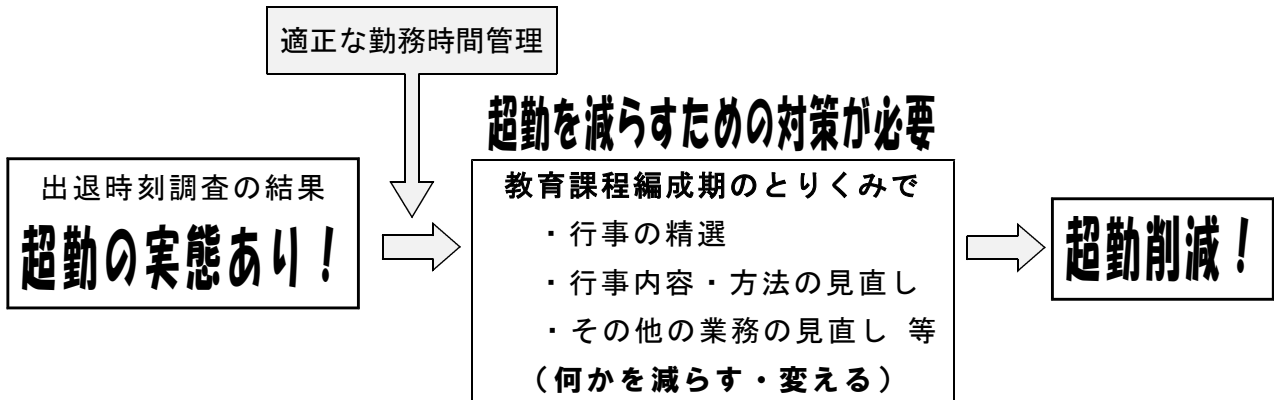 適正な勤務時間管理
出退時刻調査の結果
超勤の実態あり！
超勤を減らすための対策が必要
教育課程編成期のとりくみで
・行事の精選
・行事内容・方法の見直し
・その他の業務の見直し 等
（何かを減らす・変える）
超勤削減！